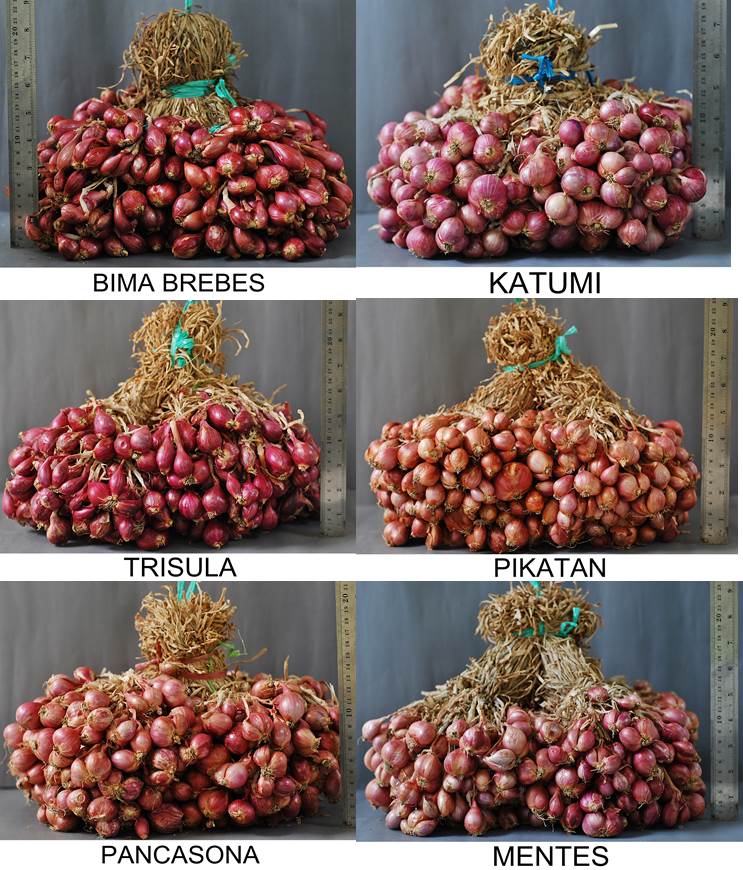 BIMA BREBES
KATUMI
TRISULA
PIKATAN
PANCASONA
MENTES